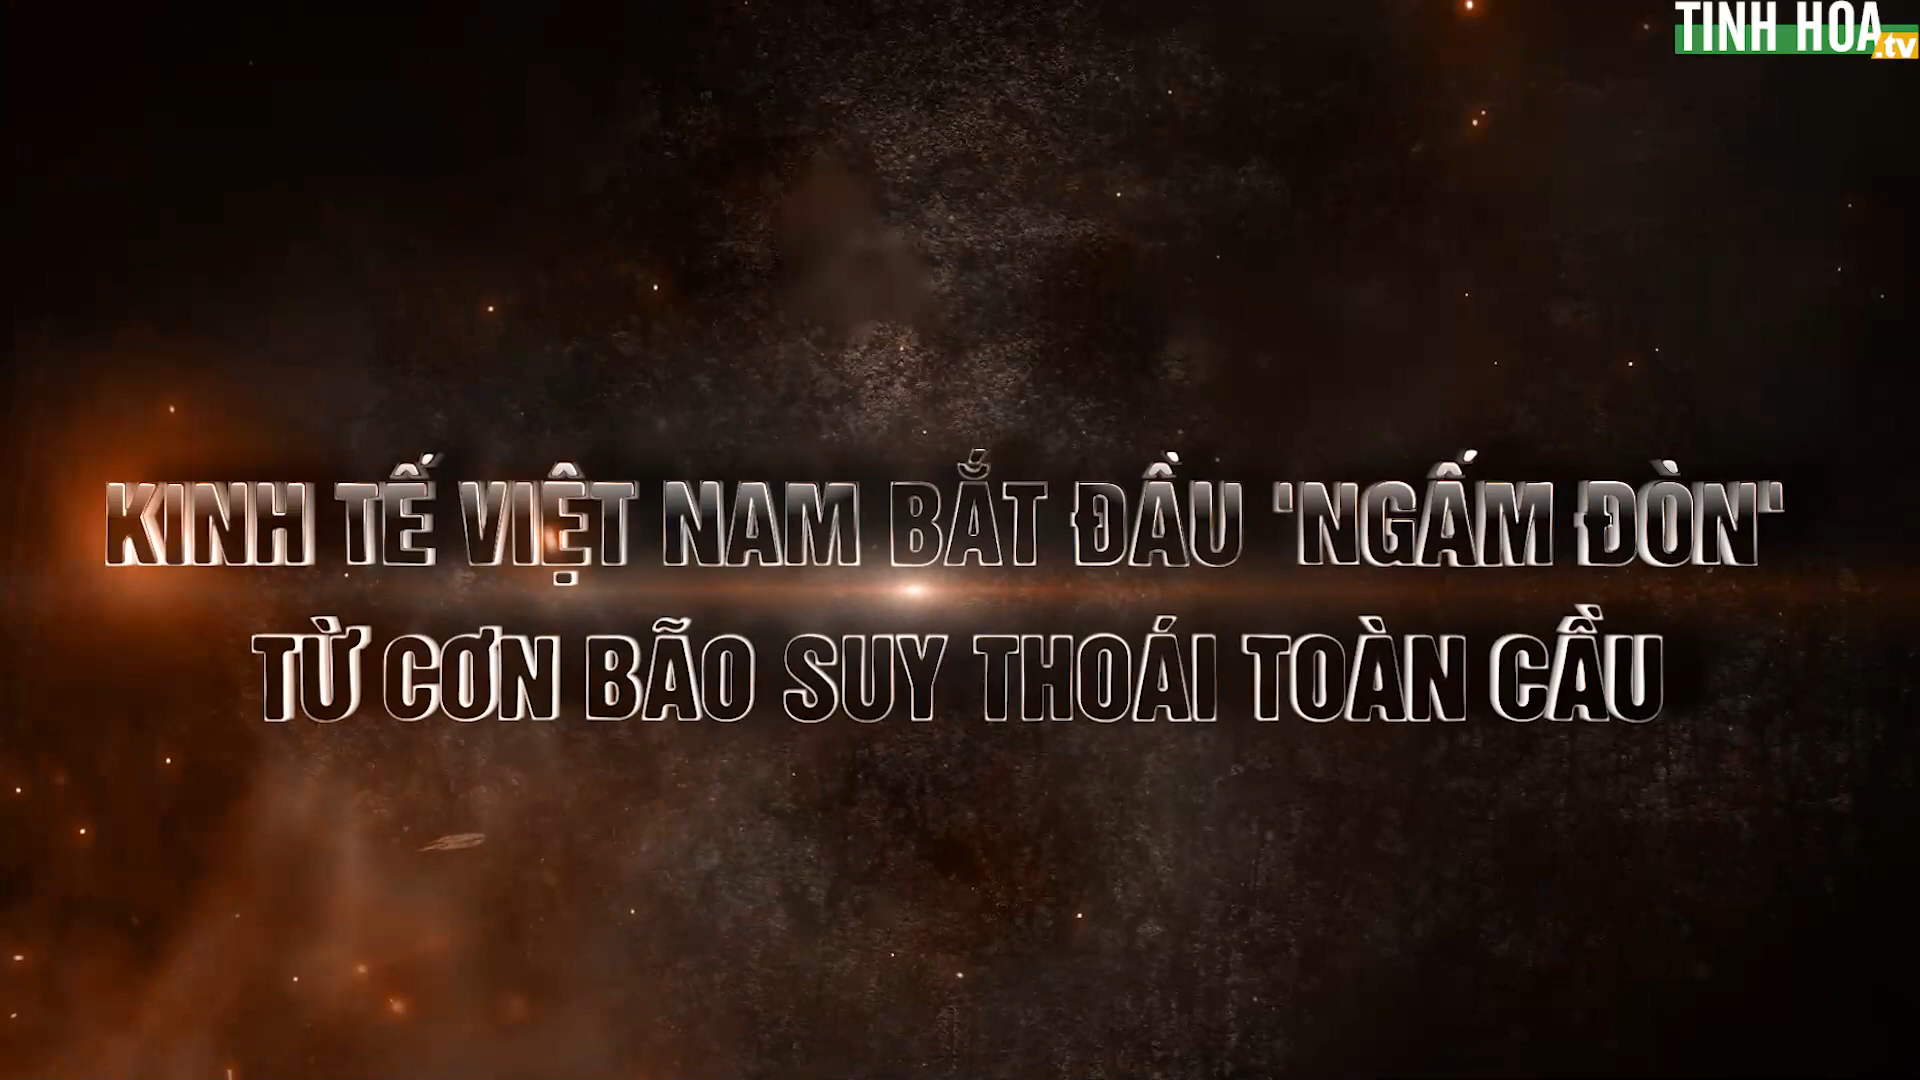 TINH HOA
.tv
KINH TẾ VIỆT NAM BẮT ĐẦU 'NGẤM ĐÒN'
TỪ CƠN BÃO SUY THOÁI TOÀN CẦU